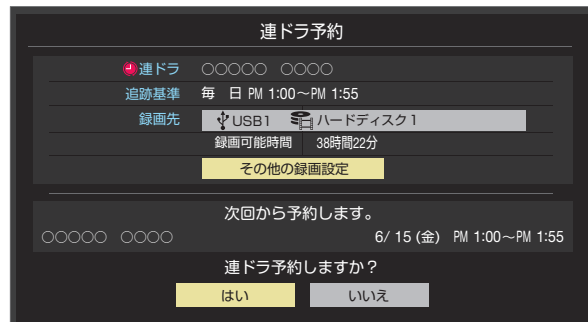 連ドラ予約
連ドラ ○○○○○ ○○○○
追跡基準 毎 日 PM 1:00～PM 1:55
録画先 USB1 ハードディスク1
録画可能時間 38時間22分
その他の録画設定
次回から予約します。
○○○○○ ○○○○ 6/ 15 (金) PM 1:00～PM 1:55
連ドラ予約しますか？
はい いいえ